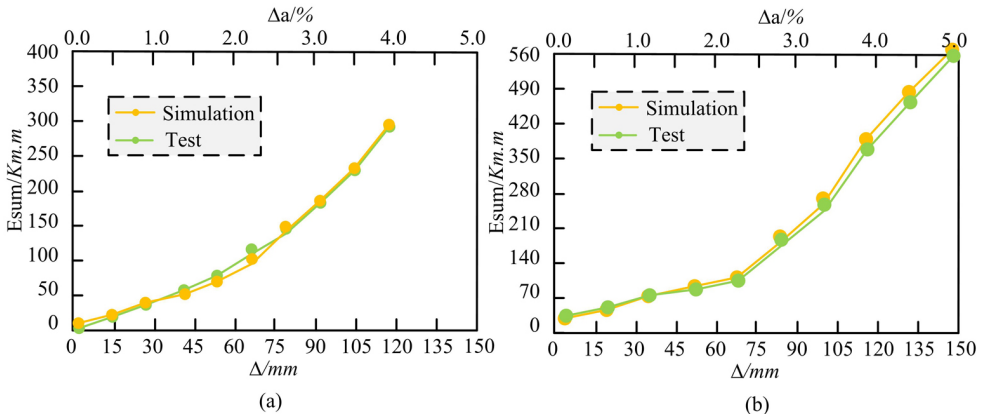 Δa/%
0.0 1.0 2.0 3.0 4.0 5.0
400
350
300
250
200
150
100
50
0
Esum/Km.m
Simulation
Test
0 15 30 45 60 75 90 105 135 150
Δ/mm
(a)
Δa/%
0.0 1.0 2.0 3.0 4.0 5.0
560
490
420
350
280
210
140
70
0
Esum/Km.m
Simulation
Test
0 15 30 45 60 75 90 105 120 135 150
Δ/mm
(b)